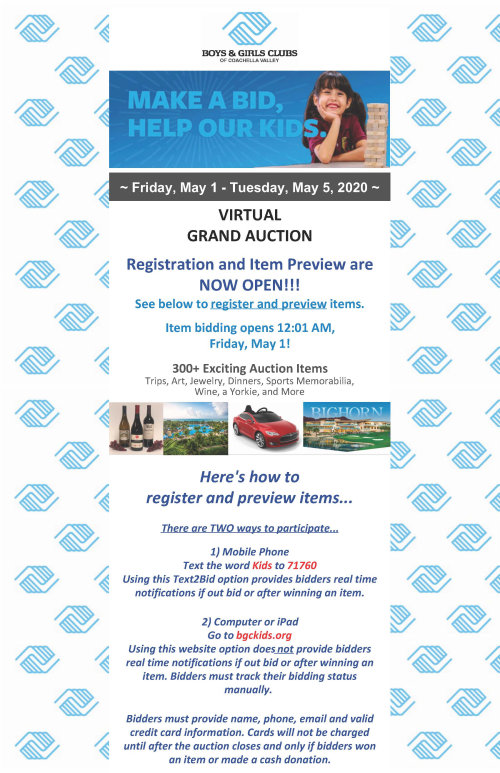 BOYS & GIRLS CLUBS
OF COACHELLA VALLEY
MAKE A BID,
HELP OUR KIDS.
~ Friday, May 1 - Tuesday, May 5, 2020 ~
VIRTUAL
GRAND AUCTION
Registration and Item Preview are
NOW OPEN!!!
See below to register and preview items.
Item bidding opens 12:01 AM,
Friday, May 1!
300+ Exciting Auction Items
Trips, Art, Jewelry, Dinners, Sports Memorabilia,
Wine, a Yorkie, and More
BIGHORN
Here's how to
register and preview items...
There are TWO ways to participate...
1) Mobile Phone
Text the word Kids to 71760
Using this Text2Bid option provides bidders real time
notifications if out bid or after winning an item.
2) Computer or iPad
Go to bgckids.org
Using this website option does not provide bidders
real time notifications if out bid or after winning an
item. Bidders must track their bidding status
manually.
Bidders must provide name, phone, email and valid
credit card information. Cards will not be charged
until after the auction closes and only if bidders won
an item or made a cash donation.